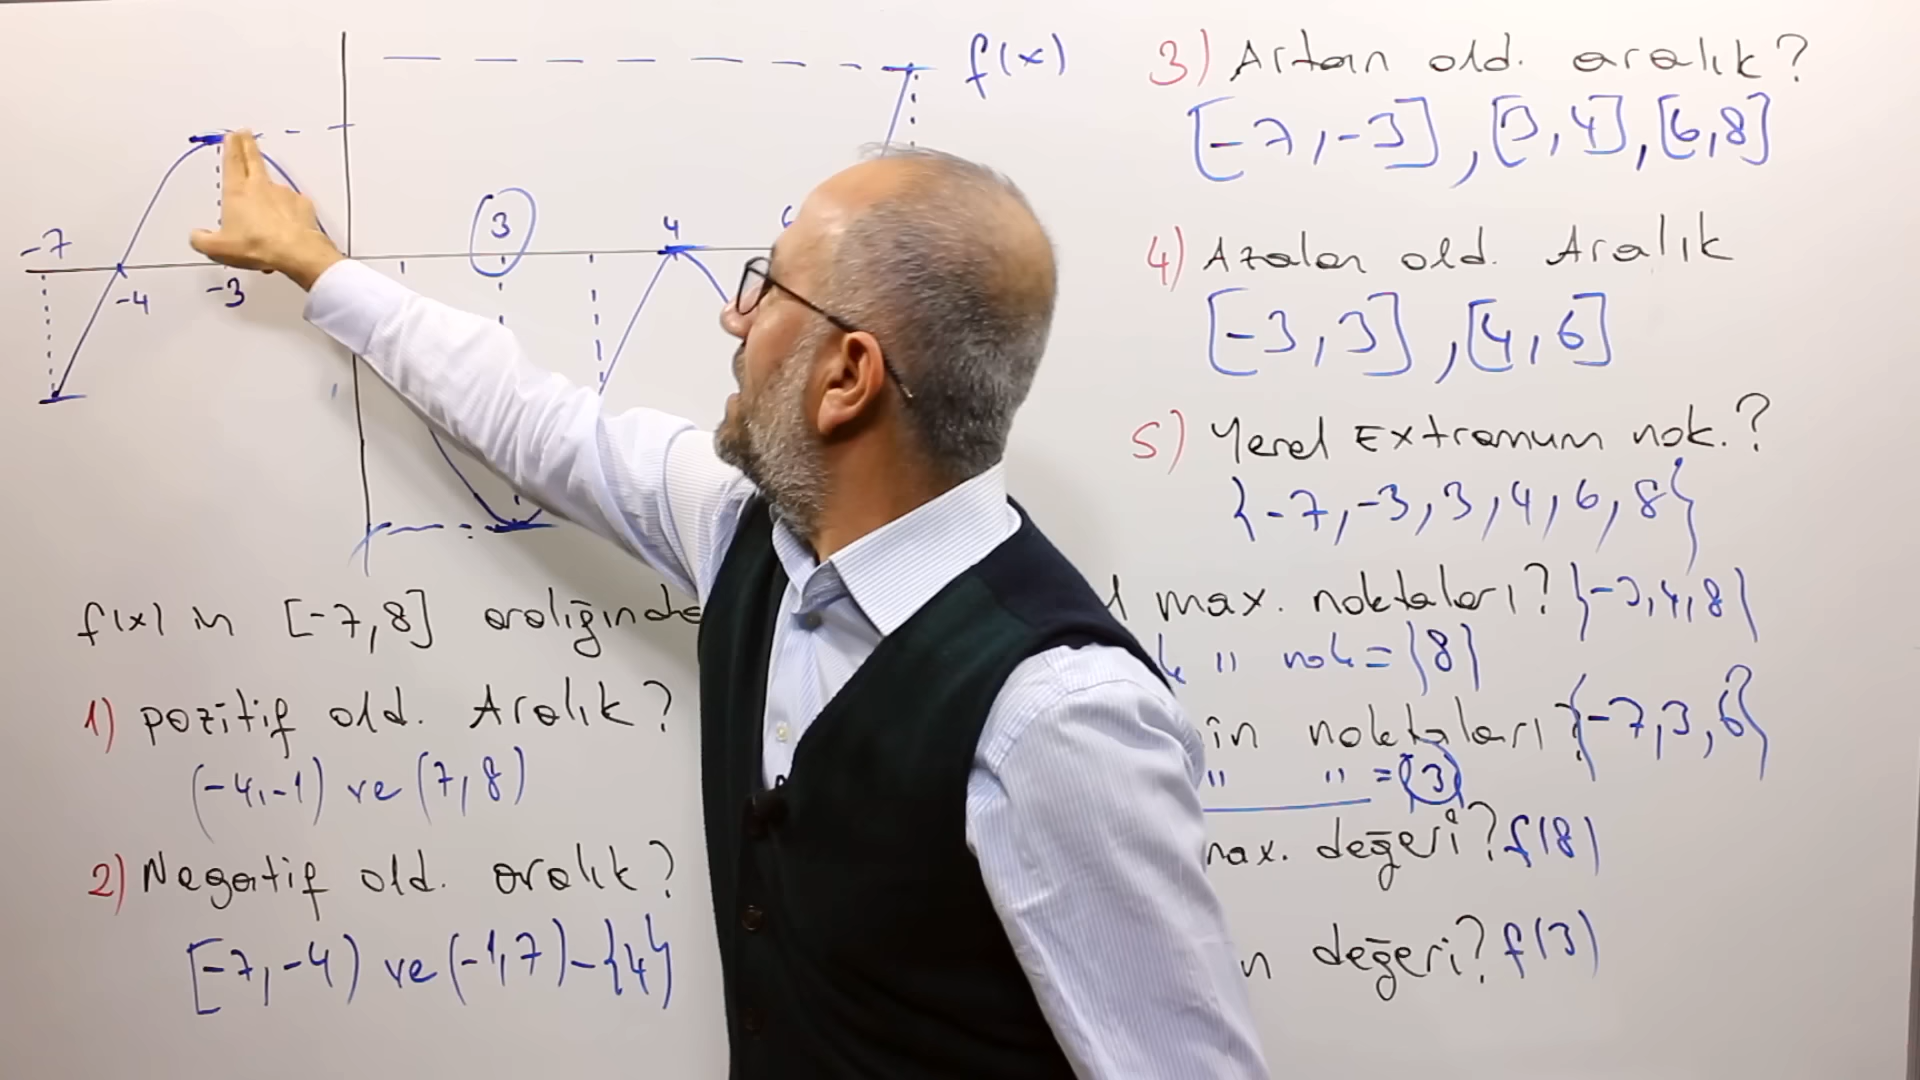 f(x)
-7
-4
-3
3
4
f(x) in [-7,8] aralığında
1) pozitif old. Aralık?
(-4,-1) ve (7,8)
2) Negatif old. aralık?
[-7,-4) ve (-1,7)-{4}
3) Artan old. aralık?
[-7,-3],[3,4],[6,8]
4) Azalan old. Aralık
[-3,3],[4,6]
5) Yerel Extramum nok.?
{-7,-3,3,4,6,8}
max. noktaları? {-3,4,8}
" nok={8}
in noktaları? {-7,3,6}
" " = {3}
max. değeri? f(8)
n değeri? f(3)